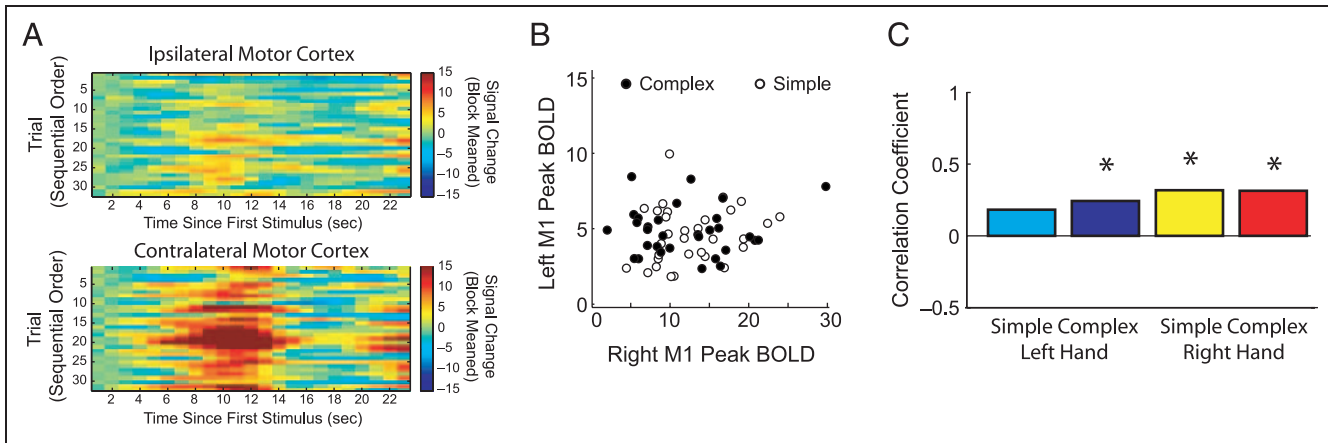 A
Ipsilateral Motor Cortex
Trial
(Sequential Order)
5
10
15
20
25
30
2 4 6 8 10 12 14 16 18 20 22
Time Since First Stimulus (sec)
15
10
5
0
−5
−10
−15
Signal Change
(Block Meaned)
Contralateral Motor Cortex
Trial
(Sequential Order)
5
10
15
20
25
30
2 4 6 8 10 12 14 16 18 20 22
Time Since First Stimulus (sec)
15
10
5
0
−5
−10
−15
Signal Change
(Block Meaned)
B
Complex Simple
Left M1 Peak BOLD
15
10
5
0
0 10 20 30
Right M1 Peak BOLD
C
Correlation Coefficient
1
0.5
0
−0.5
* * *
Simple Complex Simple Complex
Left Hand Right Hand